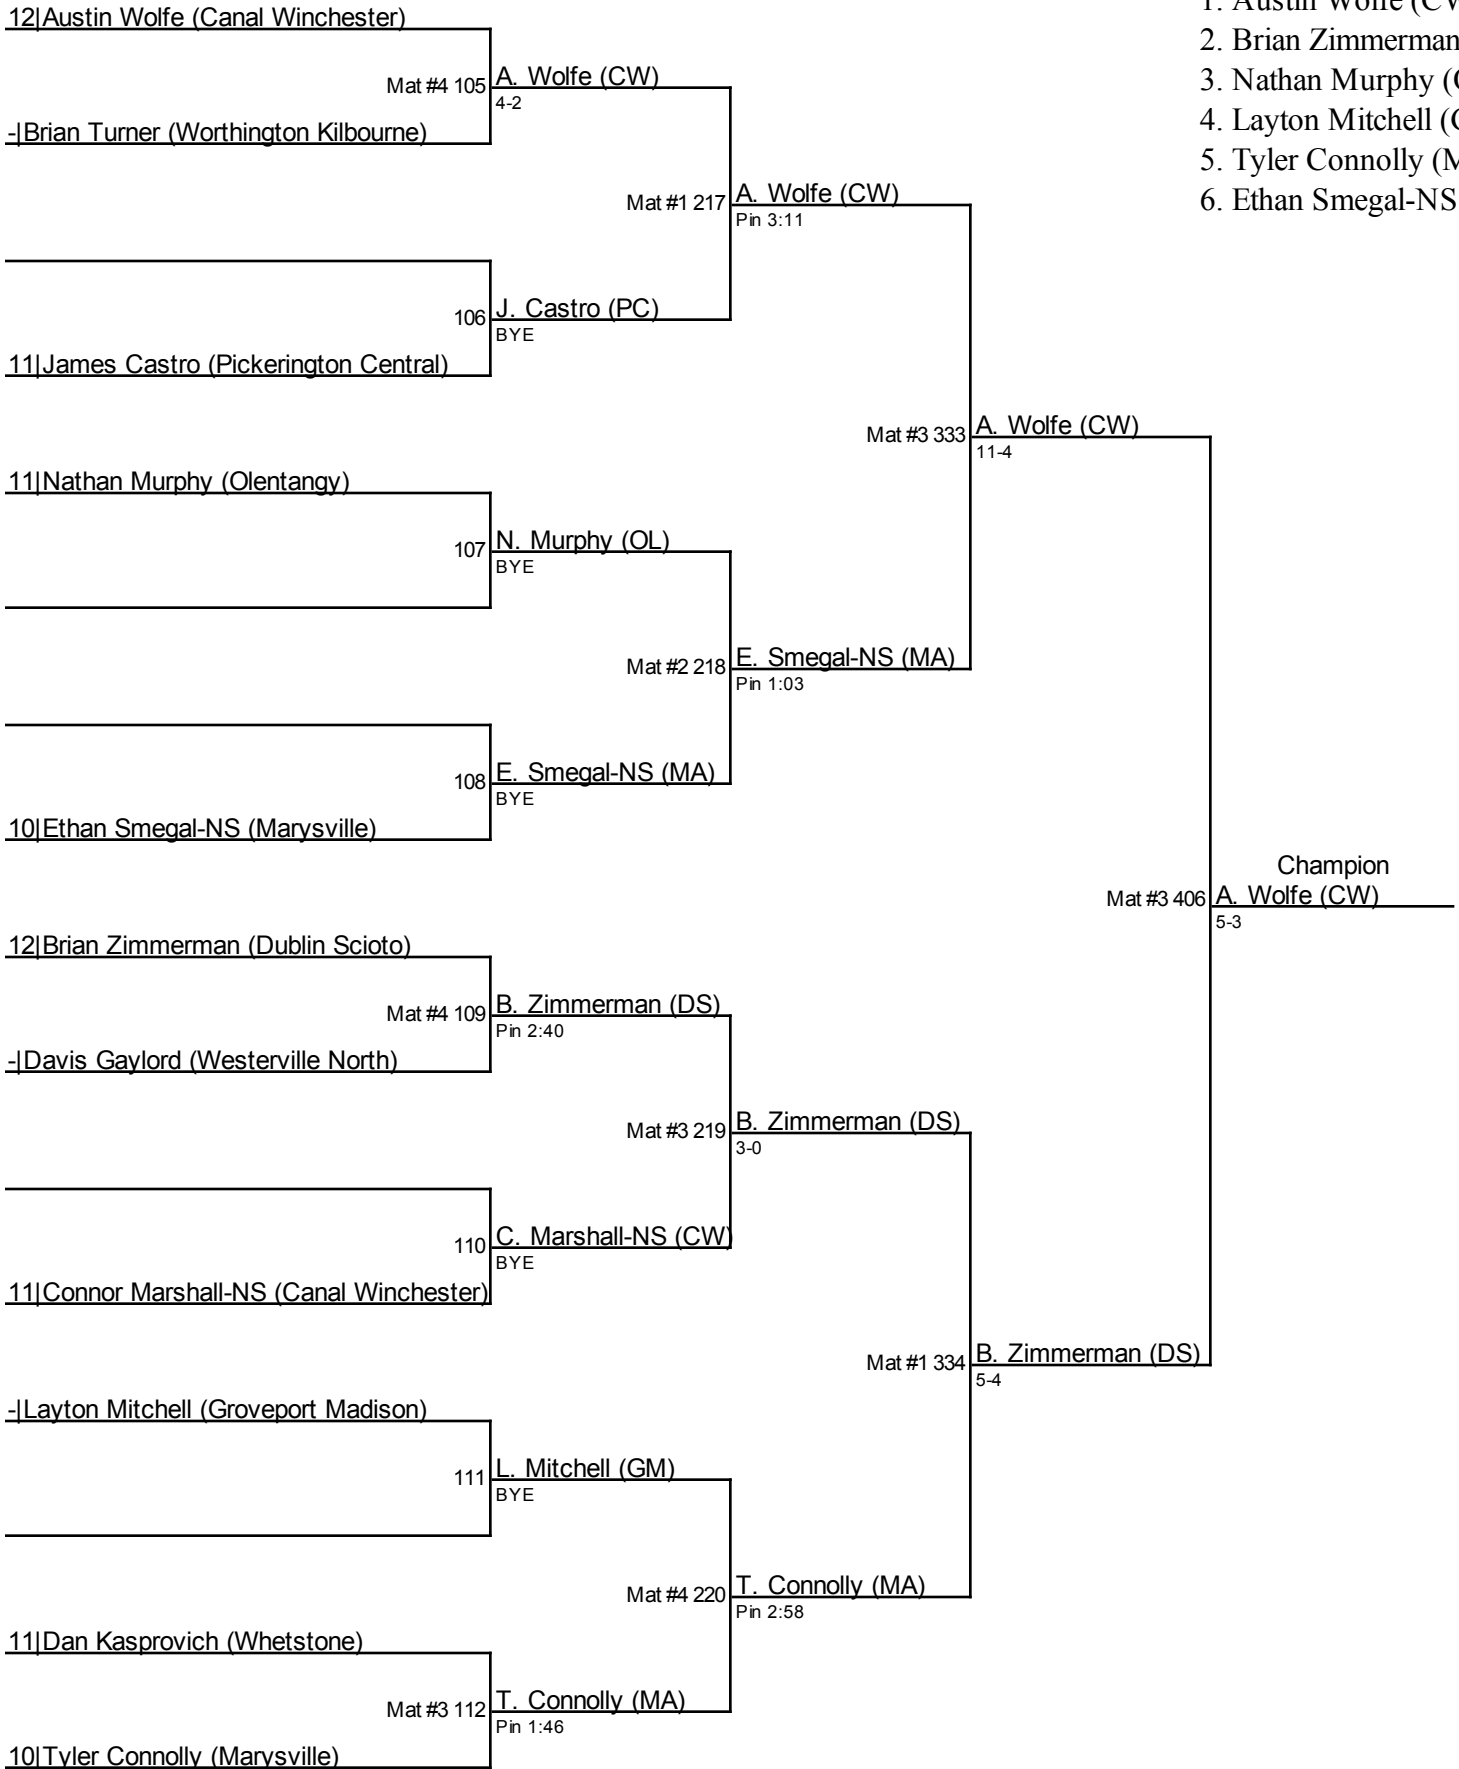 12|Austin Wolfe (Canal Winchester)
Mat #4 105
A. Wolfe (CW)
4-2
-|Brian Turner (Worthington Kilbourne)
Mat #1 217
A. Wolfe (CW)
Pin 3:11
106
J. Castro (PC)
BYE
11|James Castro (Pickerington Central)
Mat #3 333
A. Wolfe (CW)
11-4
11|Nathan Murphy (Olentangy)
107
N. Murphy (OL)
BYE
Mat #2 218
E. Smegal-NS (MA)
Pin 1:03
108
E. Smegal-NS (MA)
BYE
10|Ethan Smegal-NS (Marysville)
Champion
Mat #3 406
A. Wolfe (CW)
5-3
12|Brian Zimmerman (Dublin Scioto)
Mat #4 109
B. Zimmerman (DS)
Pin 2:40
-|Davis Gaylord (Westerville North)
Mat #3 219
B. Zimmerman (DS)
3-0
110
C. Marshall-NS (CW)
BYE
11|Connor Marshall-NS (Canal Winchester)
Mat #1 334
B. Zimmerman (DS)
5-4
-|Layton Mitchell (Groveport Madison)
111
L. Mitchell (GM)
BYE
Mat #4 220
T. Connolly (MA)
Pin 2:58
11|Dan Kasprovich (Whetstone)
Mat #3 112
T. Connolly (MA)
Pin 1:46
10|Tyler Connolly (Marysville)
1. Austin Wolfe (CW
2. Brian Zimmerman
3. Nathan Murphy (
4. Layton Mitchell (
5. Tyler Connolly (M
6. Ethan Smegal-NS